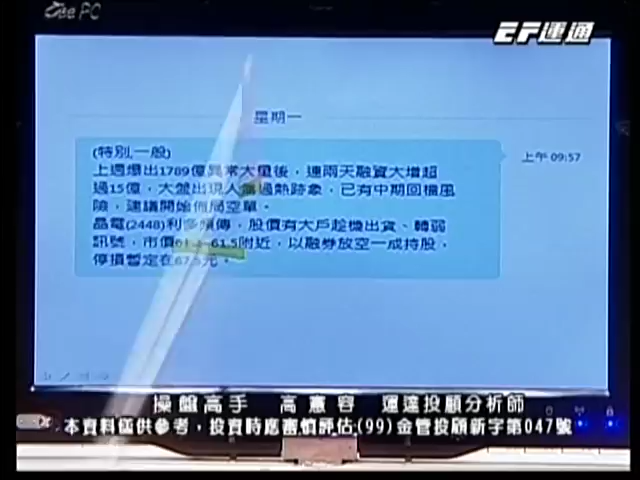 Eee PC
EF運通
星期一
上午 09:57
(特別,一般)
上週爆出1789億異常大量後，連兩天融資大增超
過15億，大盤出現人氣過熱跡象，已有中期回檔風
險，建議開始佈局空單。
晶電(2448)利多頻傳，股價有大戶趁機出貨、轉弱
訊號，市價61.5附近，以融券放空一成持股，
停損暫定在67.5元。
操盤高手 高憲容 運達投顧分析師
本資料僅供參考，投資時應審慎評估(99)金管投顧新字第047號